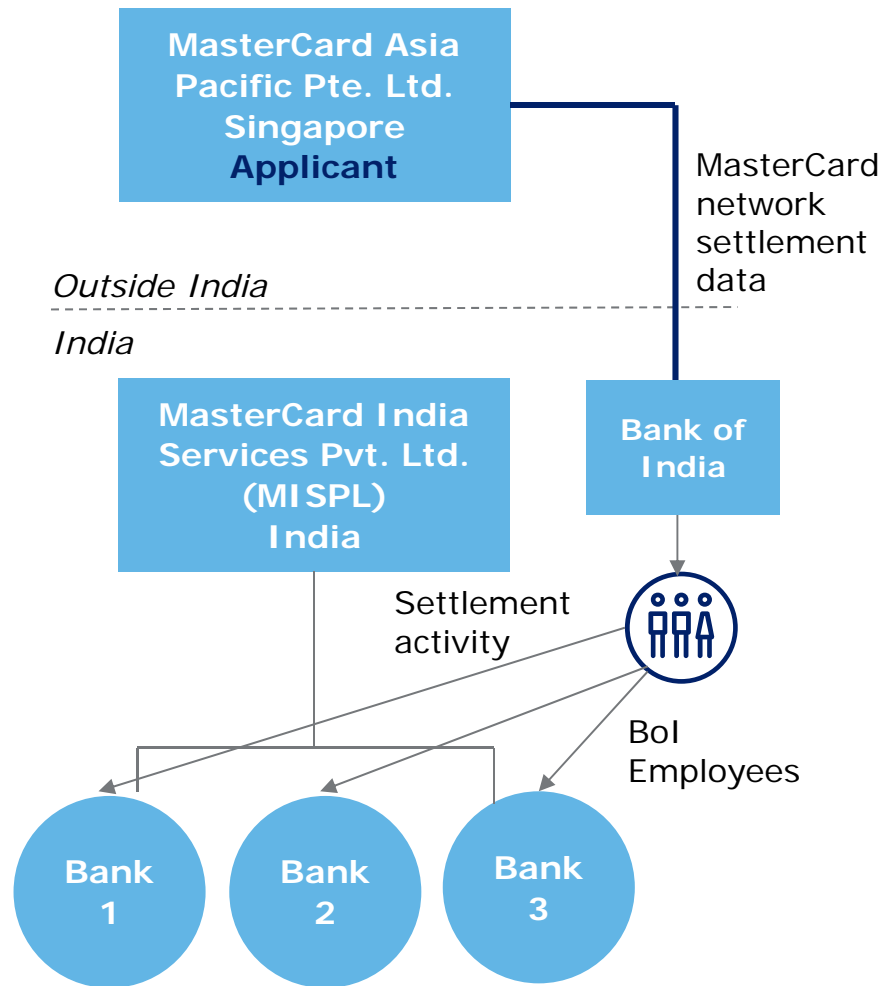 MasterCard Asia
Pacific Pte. Ltd.
Singapore
Applicant
MasterCard
network
settlement
data
Outside India
India
MasterCard India
Services Pvt. Ltd.
(MISPL)
India
Bank of
India
Settlement
activity
BoI
Employees
Bank
1
Bank
2
Bank
3